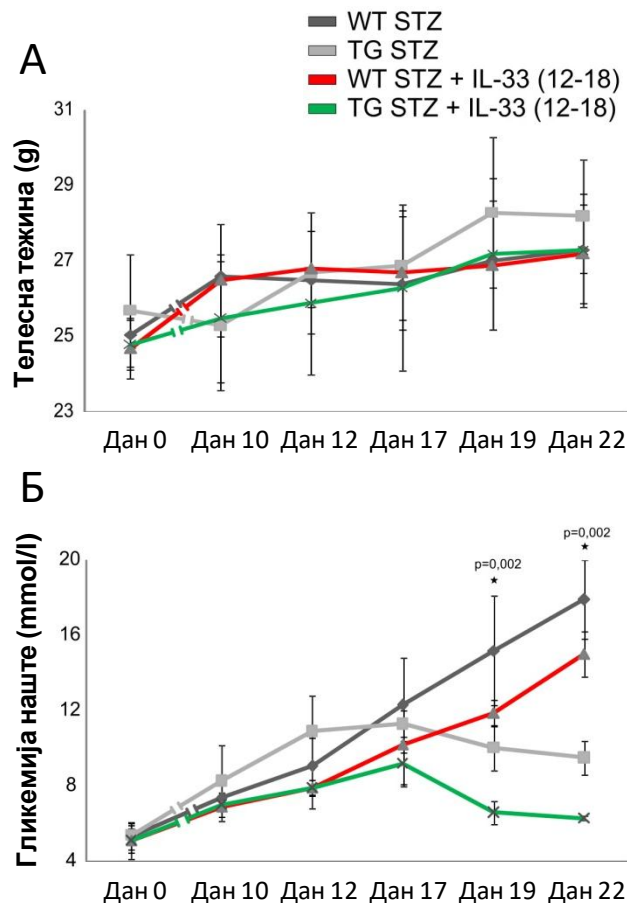 WT STZ
TG STZ
А
WT STZ + IL-33 (12-18)
TG STZ + IL-33 (12-18)
Телесна тежина (g)
31
29
27
25
23
Дан 0 Дан 10 Дан 12 Дан 17 Дан 19 Дан 22
Б
Гликемија наште (mmol/l)
p=0,002
p=0,002
20
16
12
8
4
Дан 0 Дан 10 Дан 12 Дан 17 Дан 19 Дан 22